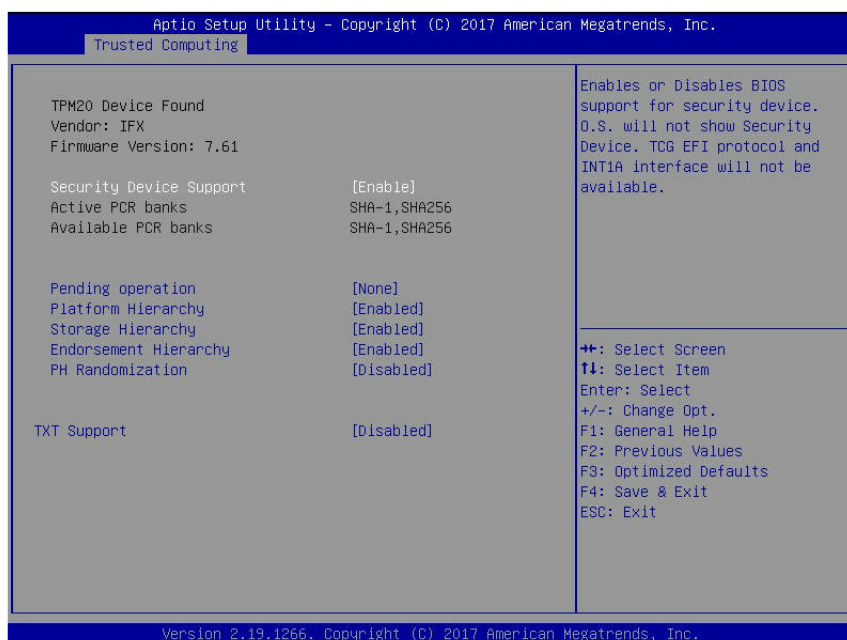 Aptio Setup Utility – Copyright (C) 2017 American Megatrends, Inc.
Trusted Computing
TPM20 Device Found
Vendor: IFX
Firmware Version: 7.61
Security Device Support [Enable]
Active PCR banks SHA-1,SHA256
Available PCR banks SHA-1,SHA256
Pending operation [None]
Platform Hierarchy [Enabled]
Storage Hierarchy [Enabled]
Endorsement Hierarchy [Enabled]
PH Randomization [Disabled]
TXT Support [Disabled]
Enables or Disables BIOS
support for security device.
O.S. will not show Security
Device. TCG EFI protocol and
INT1A interface will not be
available.
→←: Select Screen
↑↓: Select Item
Enter: Select
+/-: Change Opt.
F1: General Help
F2: Previous Values
F3: Optimized Defaults
F4: Save & Exit
ESC: Exit
Version 2.19.1266. Copyright (C) 2017 American Megatrends, Inc.